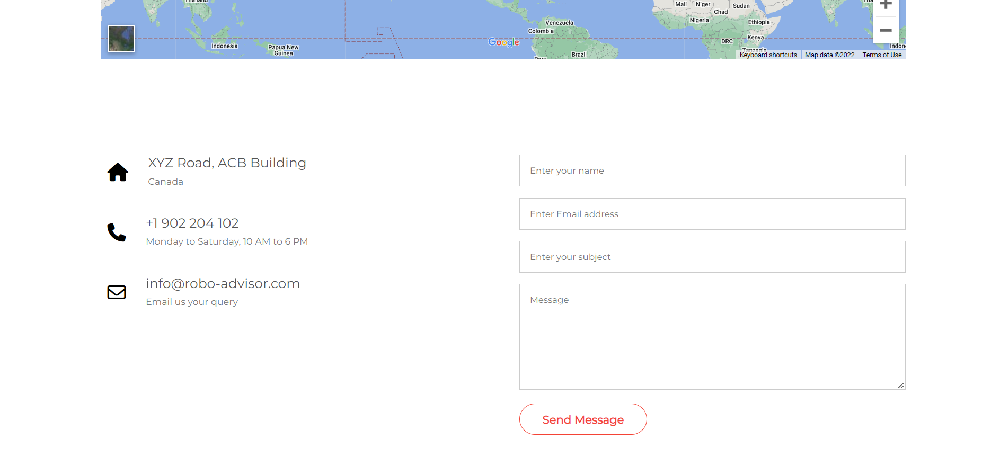 Thailand
Mali
Niger
Sudan
Chad
Venezuela
Nigeria
Ethiopia
Colombia
Kenya
Google
DRC
Indonesia
Papua New
Guinea
Brazil
Tanzania
Peru
Keyboard shortcuts
Map data ©2022
Terms of Use
XYZ Road, ACB Building
Canada
+1 902 204 102
Monday to Saturday, 10 AM to 6 PM
info@robo-advisor.com
Email us your query
Enter your name
Enter Email address
Enter your subject
Message
Send Message